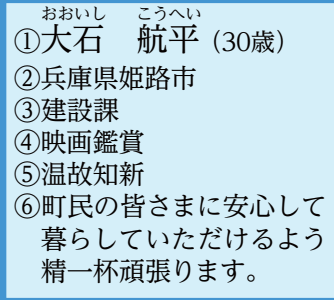 おおいし こうへい
①大石 航平（30歳）
②兵庫県姫路市
③建設課
④映画鑑賞
⑤温故知新
⑥町民の皆さまに安心して
暮らしていただけるよう
精一杯頑張ります。